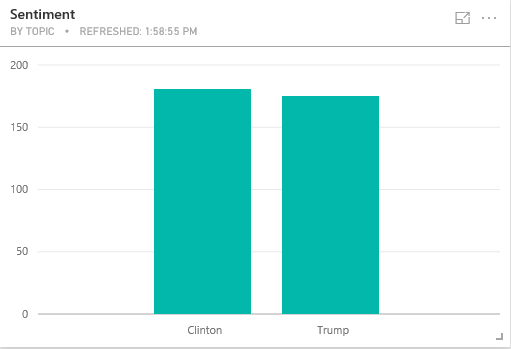 Sentiment
BY TOPIC • REFRESHED: 1:58:55 PM
200
150
100
50
0
Clinton Trump